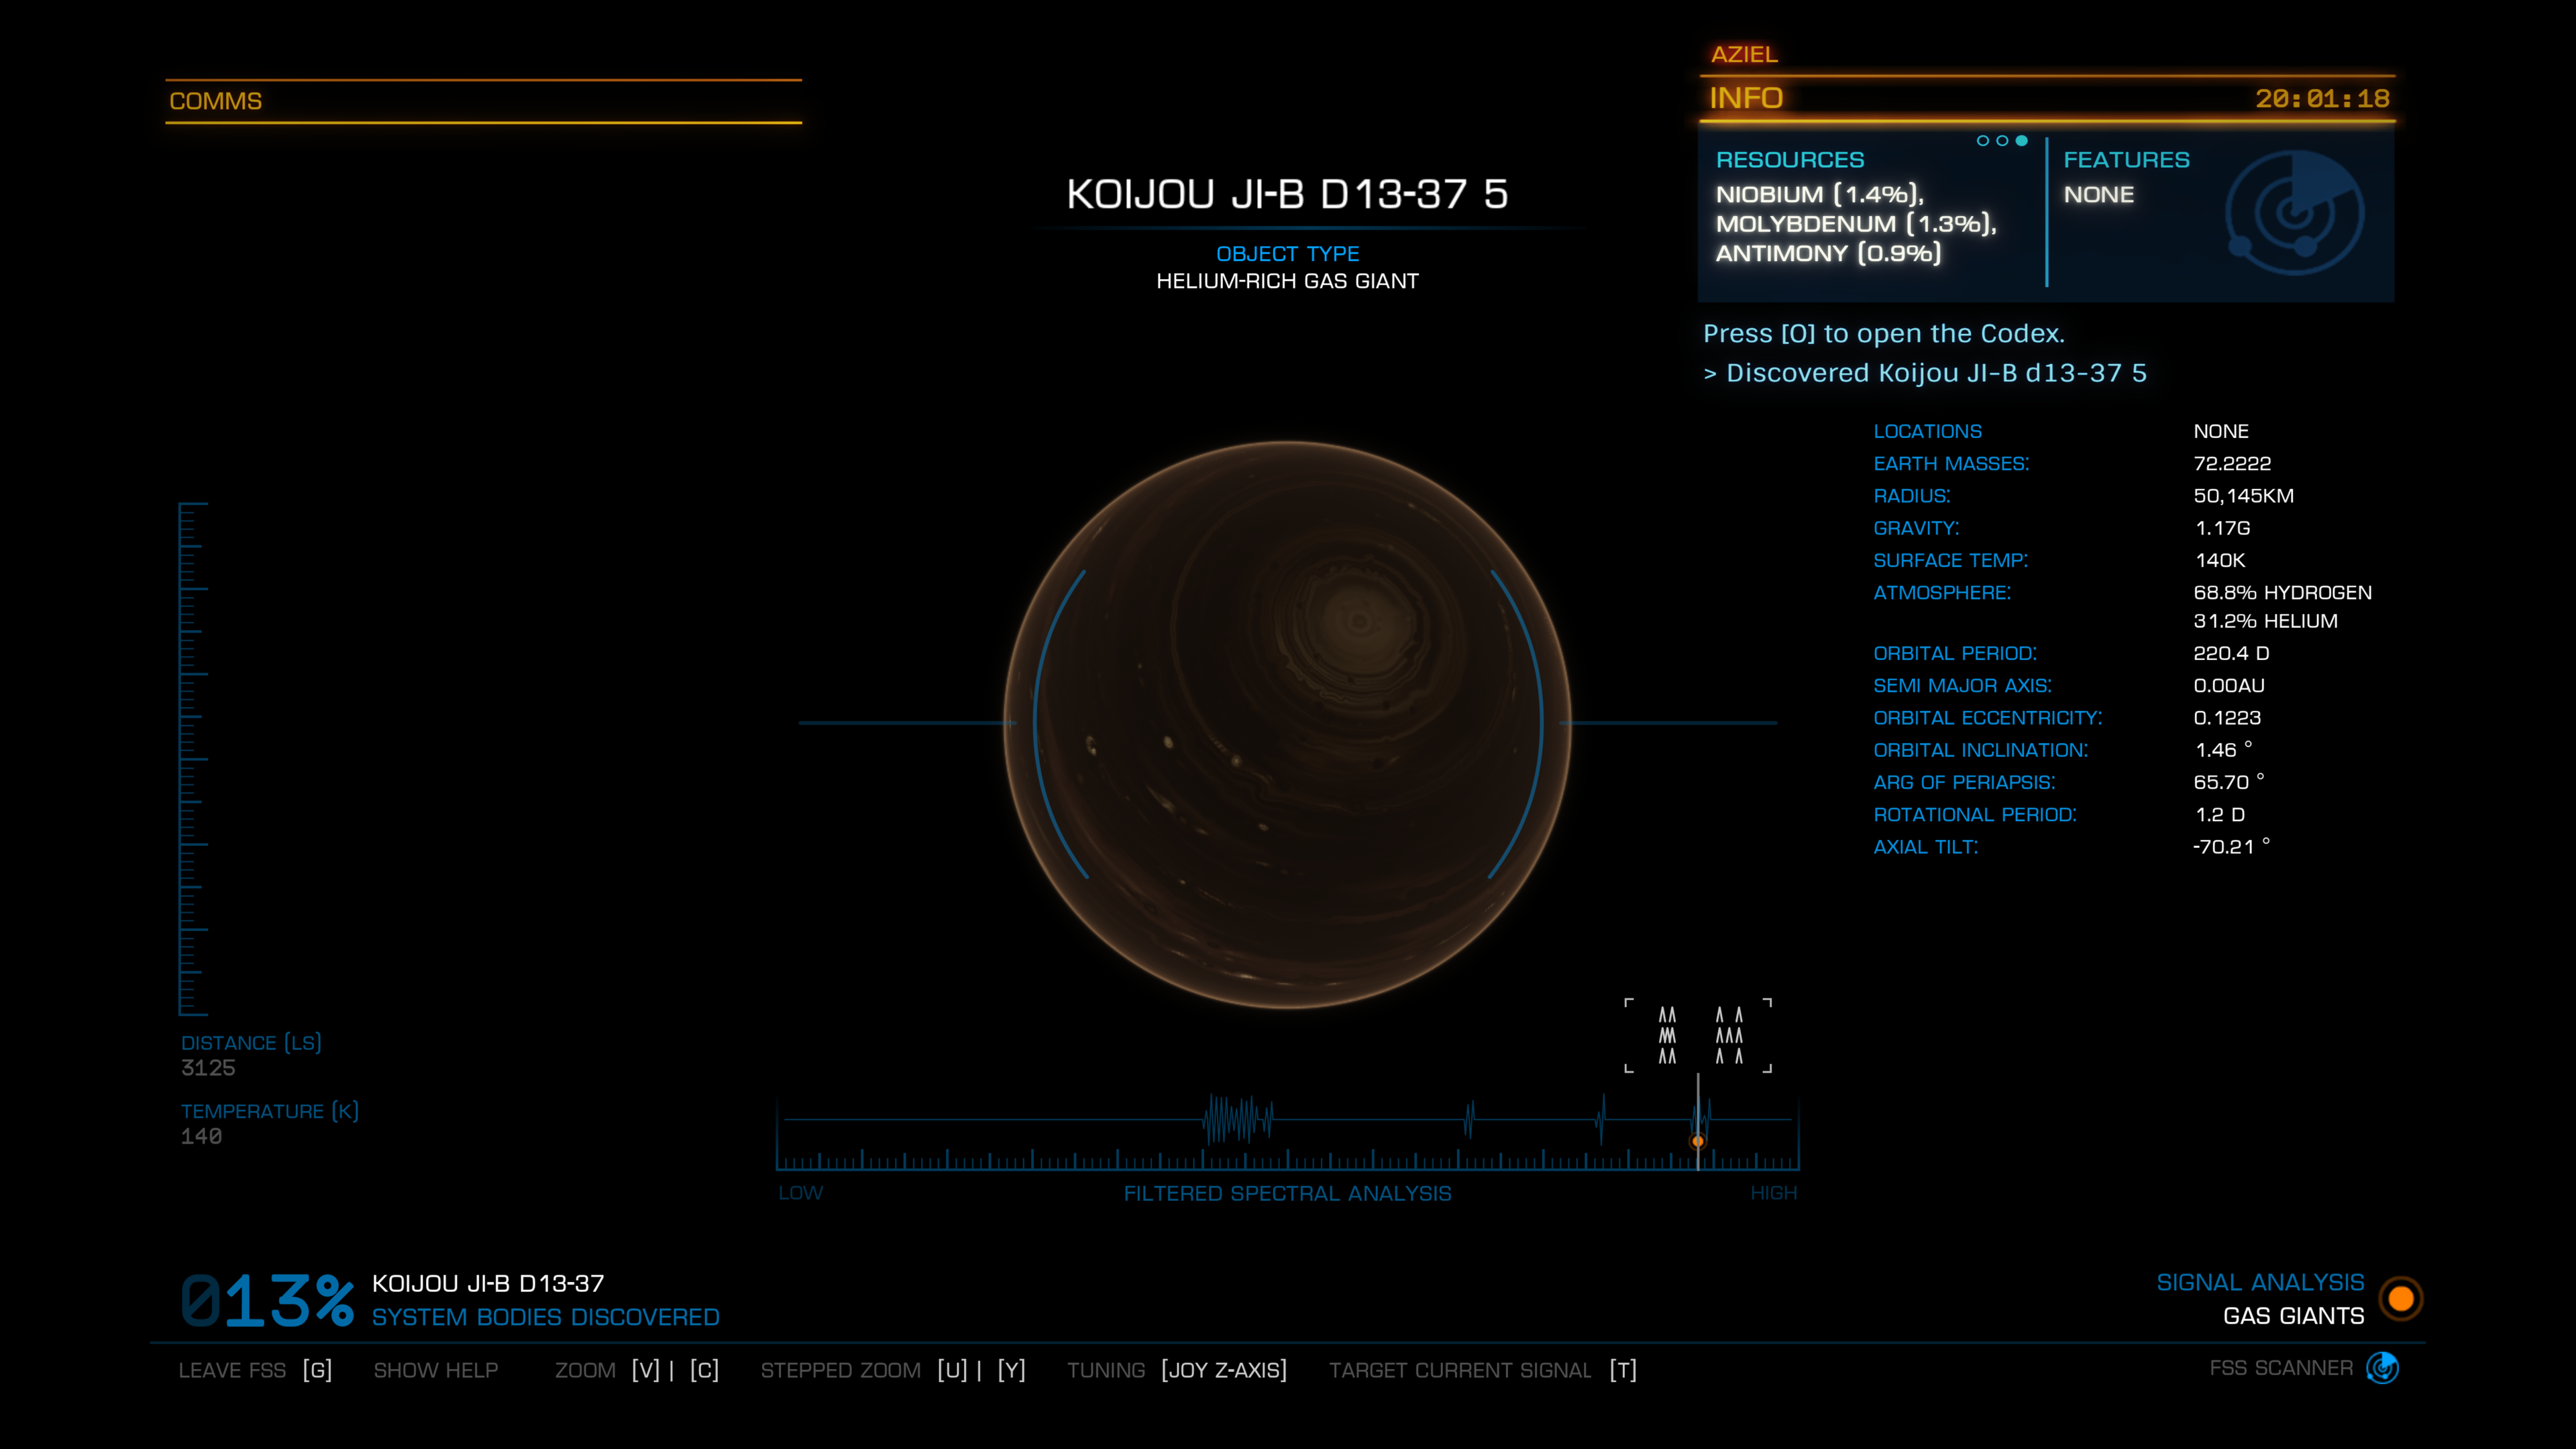 AZIEL
COMMS
INFO 20:01:18
RESOURCES
NIOBIUM (1.4%),
MOLYBDENUM (1.3%),
ANTIMONY (0.9%)
FEATURES
NONE
KOIJOU JI-B D13-37 5
OBJECT TYPE
HELIUM-RICH GAS GIANT
Press [O] to open the Codex.
> Discovered Koijou JI-B d13-37 5
LOCATIONS NONE
EARTH MASSES: 72.2222
RADIUS: 50,145KM
GRAVITY: 1.17G
SURFACE TEMP: 140K
ATMOSPHERE: 68.8% HYDROGEN
31.2% HELIUM
ORBITAL PERIOD: 220.4 D
SEMI MAJOR AXIS: 0.00AU
ORBITAL ECCENTRICITY: 0.1223
ORBITAL INCLINATION: 1.46 °
ARG OF PERIAPSIS: 65.70 °
ROTATIONAL PERIOD: 1.2 D
AXIAL TILT: -70.21 °
DISTANCE (LS)
3125
TEMPERATURE (K)
140
LOW FILTERED SPECTRAL ANALYSIS HIGH
013% KOIJOU JI-B D13-37
SYSTEM BODIES DISCOVERED
SIGNAL ANALYSIS
GAS GIANTS
LEAVE FSS [G] SHOW HELP ZOOM [V] | [C] STEPPED ZOOM [U] | [Y] TUNING [JOY Z-AXIS] TARGET CURRENT SIGNAL [T] FSS SCANNER